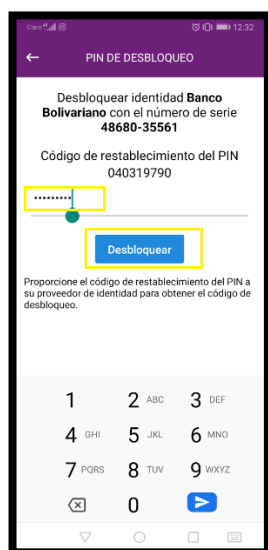 Claro 12:32
PIN DE DESBLOQUEO
Desbloquear identidad Banco
Bolivariano con el número de serie
48680-35561
Código de restablecimiento del PIN
040319790
•••••••••
Desbloquear
Proporcione el código de restablecimiento del PIN a
su proveedor de identidad para obtener el código de
desbloqueo.
1 2 ABC 3 DEF
4 GHI 5 JKL 6 MNO
7 PQRS 8 TUV 9 WXYZ
0